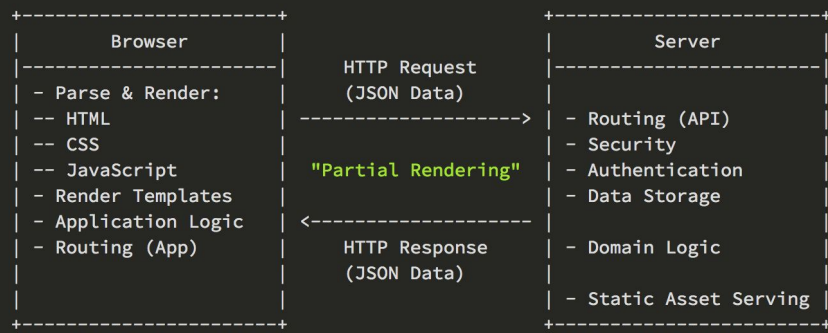 Browser
- Parse & Render:
-- HTML
-- CSS
-- JavaScript
- Render Templates
- Application Logic
- Routing (App)
HTTP Request
(JSON Data)
"Partial Rendering"
HTTP Response
(JSON Data)
Server
- Routing (API)
- Security
- Authentication
- Data Storage
- Domain Logic
- Static Asset Serving